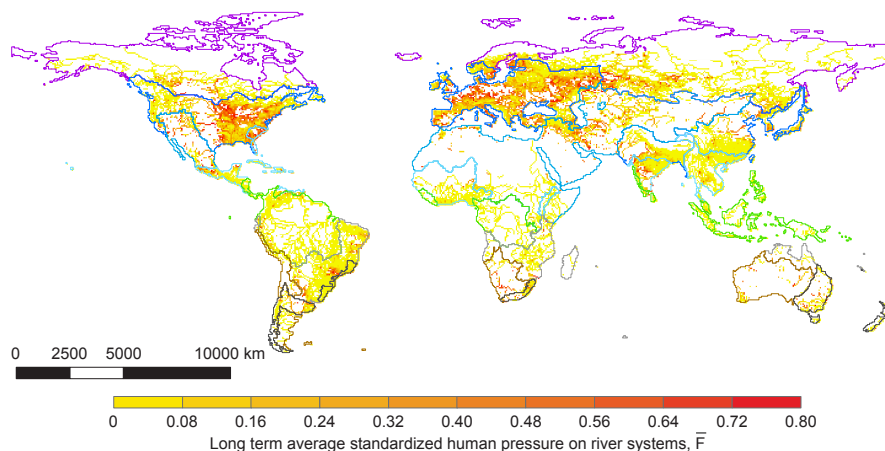 0 2500 5000 10000 km
0 0.08 0.16 0.24 0.32 0.40 0.48 0.56 0.64 0.72 0.80
Long term average standardized human pressure on river systems, F̅